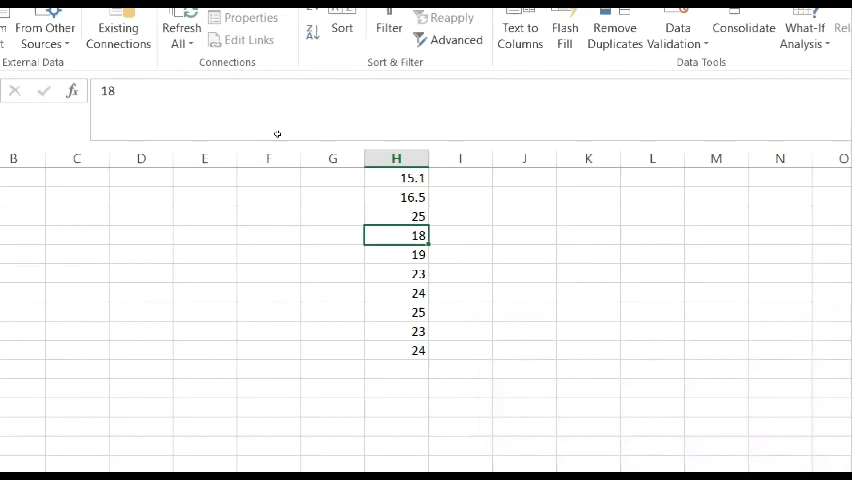 From Other Sources
Existing Connections
Refresh All
Properties
Edit Links
Sort
Filter
Reapply
Advanced
Text to Columns
Flash Fill
Remove Duplicates
Data Validation
Consolidate
What-If Analysis
External Data
Connections
Sort & Filter
Data Tools
fx
18
B C D E F G H I J K L M N O
15.1
16.5
25
18
19
23
24
25
23
24